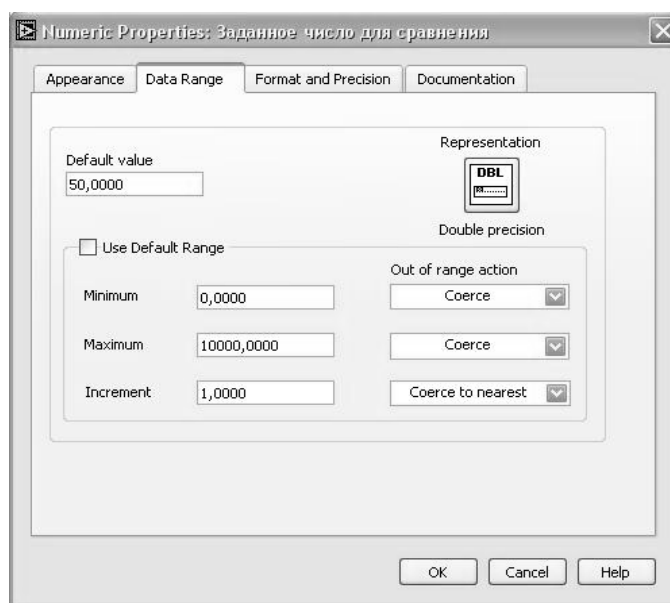 Numeric Properties: Заданное число для сравнения
Appearance Data Range Format and Precision Documentation
Default value
50,0000
Representation
DBL
Double precision
Use Default Range
Out of range action
Minimum 0,0000 Coerce
Maximum 10000,0000 Coerce
Increment 1,0000 Coerce to nearest
OK Cancel Help